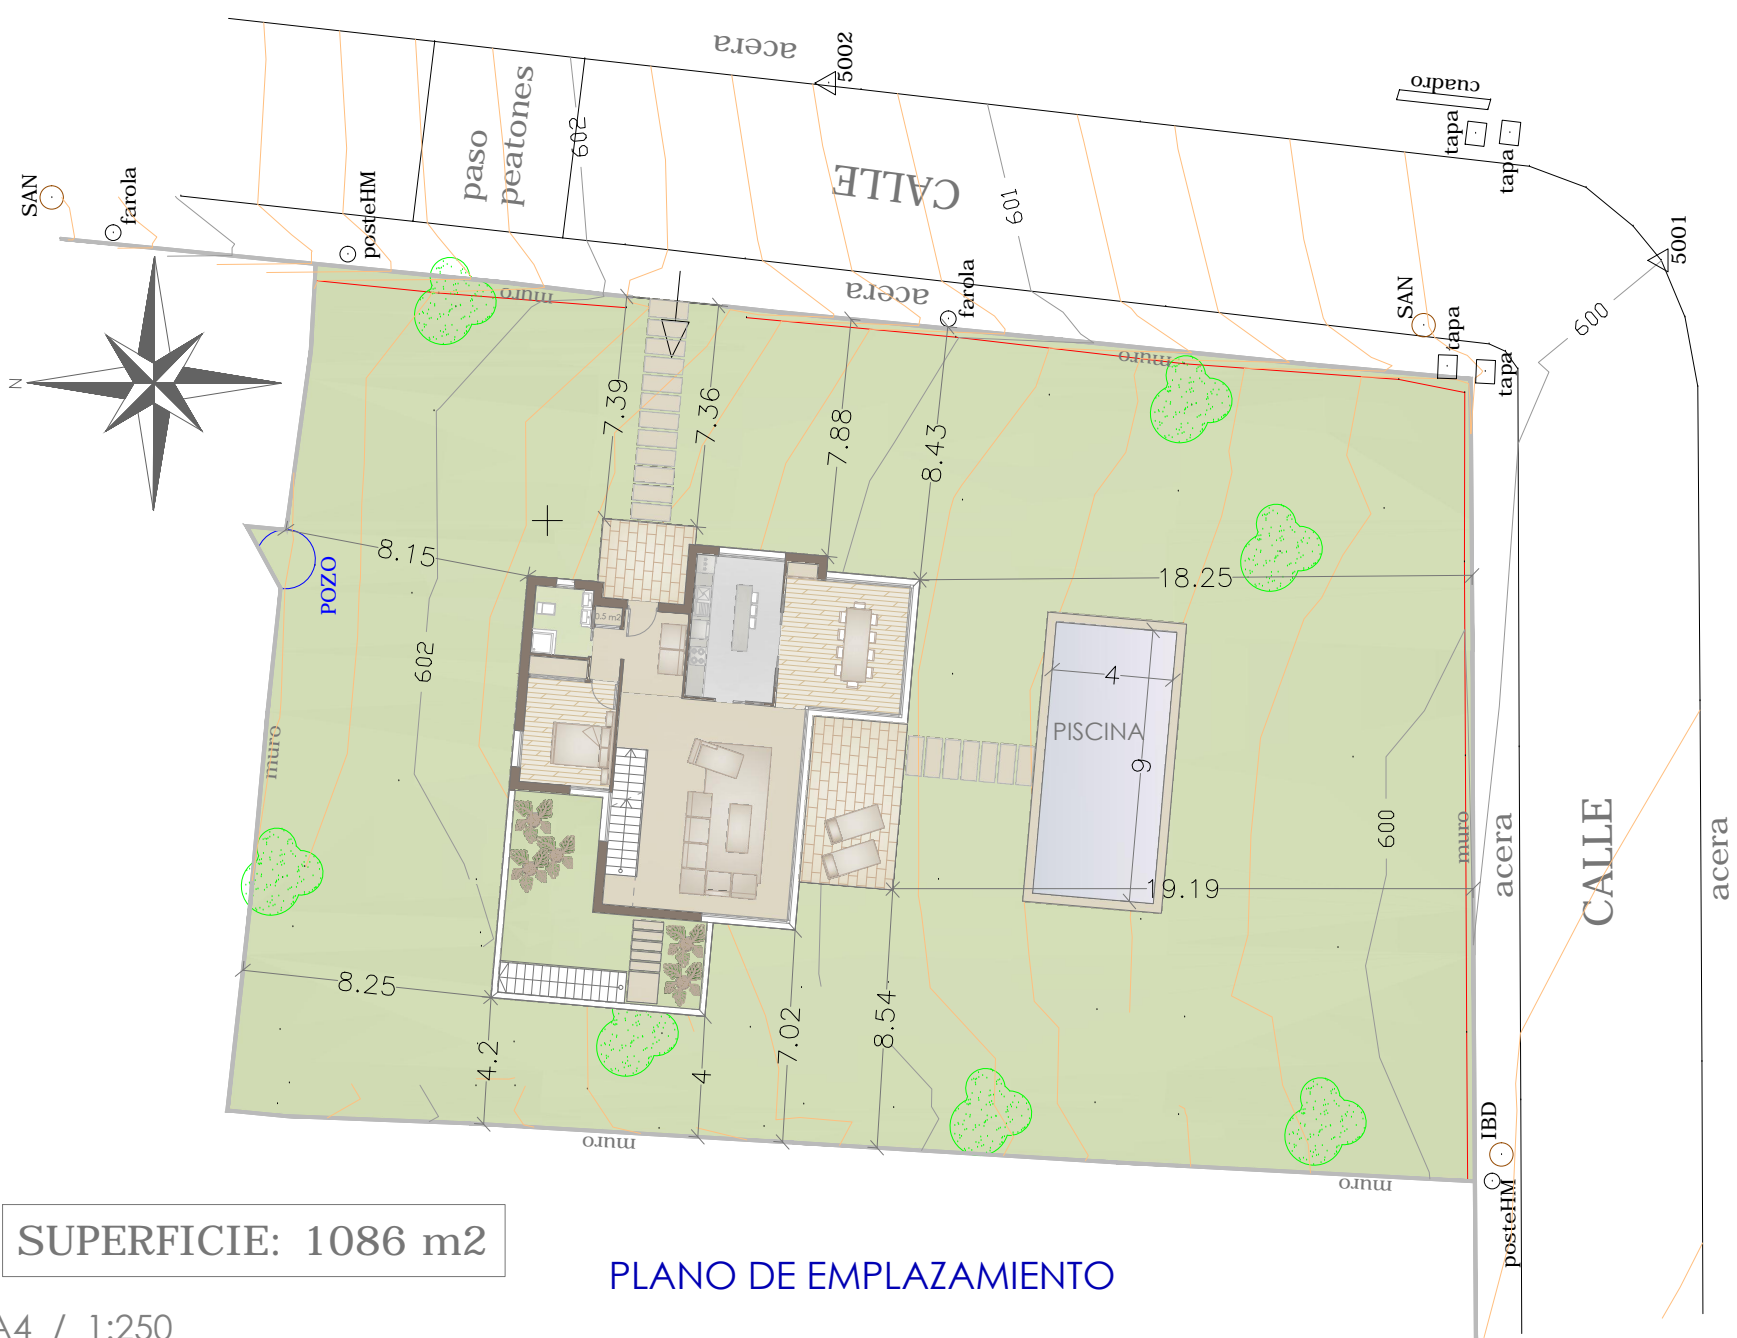 acera
5002
cuadro
tapa
tapa
paso
peatones
602
CALLE
601
SAN
farola
posteHM
5001
acera
farola
SAN
tapa
tapa
600
muro
muro
N
7.39
7.36
7.88
8.43
8.15
POZO
18.25
602
0.5 m2
4
PISCINA
9
muro
600
muro
acera
CALLE
acera
19.19
8.25
4.2
4
7.02
8.54
muro
muro
IBD
posteHM
SUPERFICIE: 1086 m2
PLANO DE EMPLAZAMIENTO
A4 / 1:250